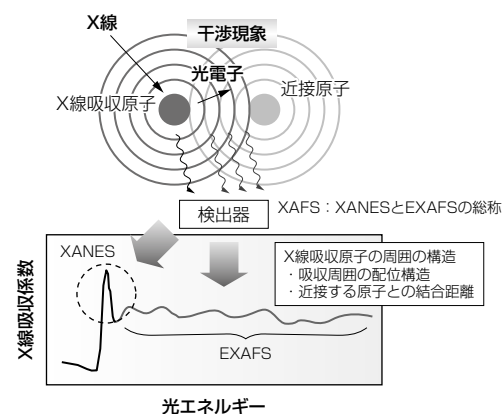 X線
干渉現象
光電子
X線吸収原子
近接原子
検出器
XAFS：XANESとEXAFSの総称
XANES
X線吸収原子の周囲の構造
・吸収周囲の配位構造
・近接する原子との結合距離
EXAFS
X線吸収係数
光エネルギー